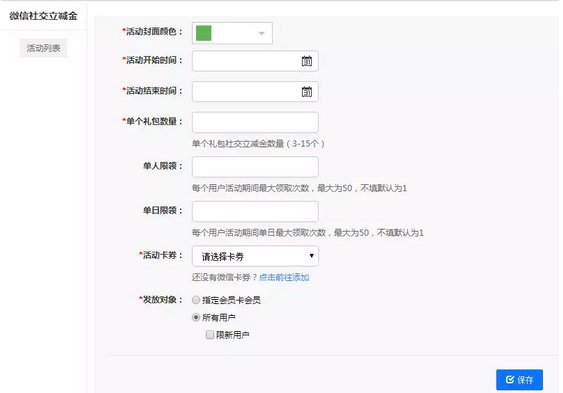 微信社交立减金
活动列表
*活动封面颜色：
*活动开始时间：
*活动结束时间：
*单个礼包数量：
单个礼包社交立减金数量（3-15个）
单人限领：
每个用户活动期间最大领取次数，最大为50，不填默认为1
单日限领：
每个用户活动期间单日最大领取次数，最大为50，不填默认为1
*活动卡券： 请选择卡券
还没有微信卡券？点击前往添加
*发放对象： 指定会员卡会员
所有用户
限新用户
保存